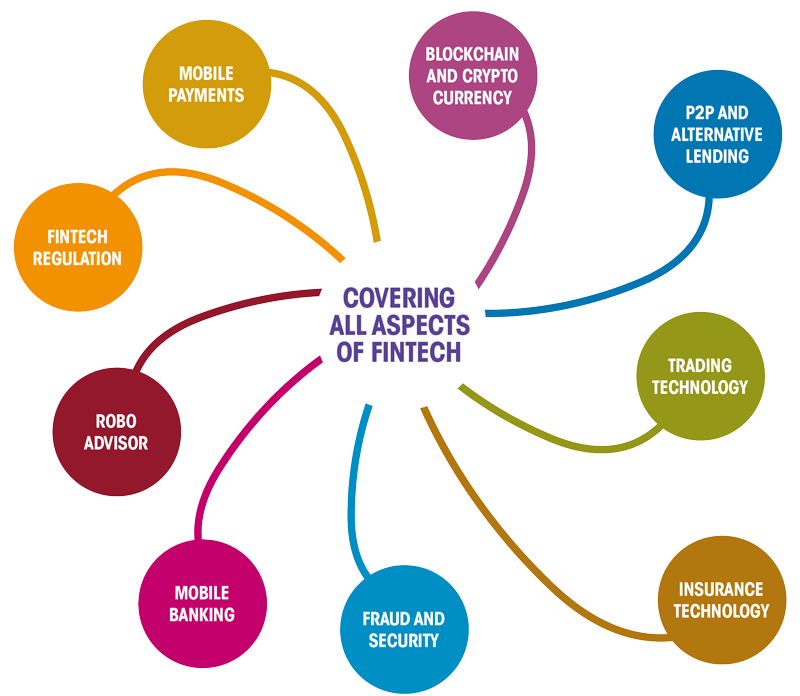 MOBILE
PAYMENTS
BLOCKCHAIN
AND CRYPTO
CURRENCY
P2P AND
ALTERNATIVE
LENDING
FINTECH
REGULATION
COVERING
ALL ASPECTS
OF FINTECH
TRADING
TECHNOLOGY
ROBO
ADVISOR
MOBILE
BANKING
FRAUD AND
SECURITY
INSURANCE
TECHNOLOGY